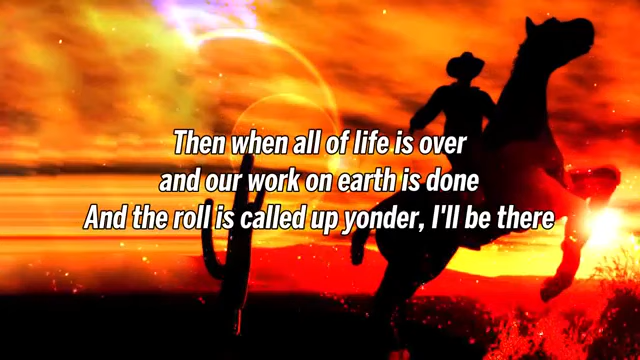 Then when all of life is over
and our work on earth is done
And the roll is called up yonder, I'll be there